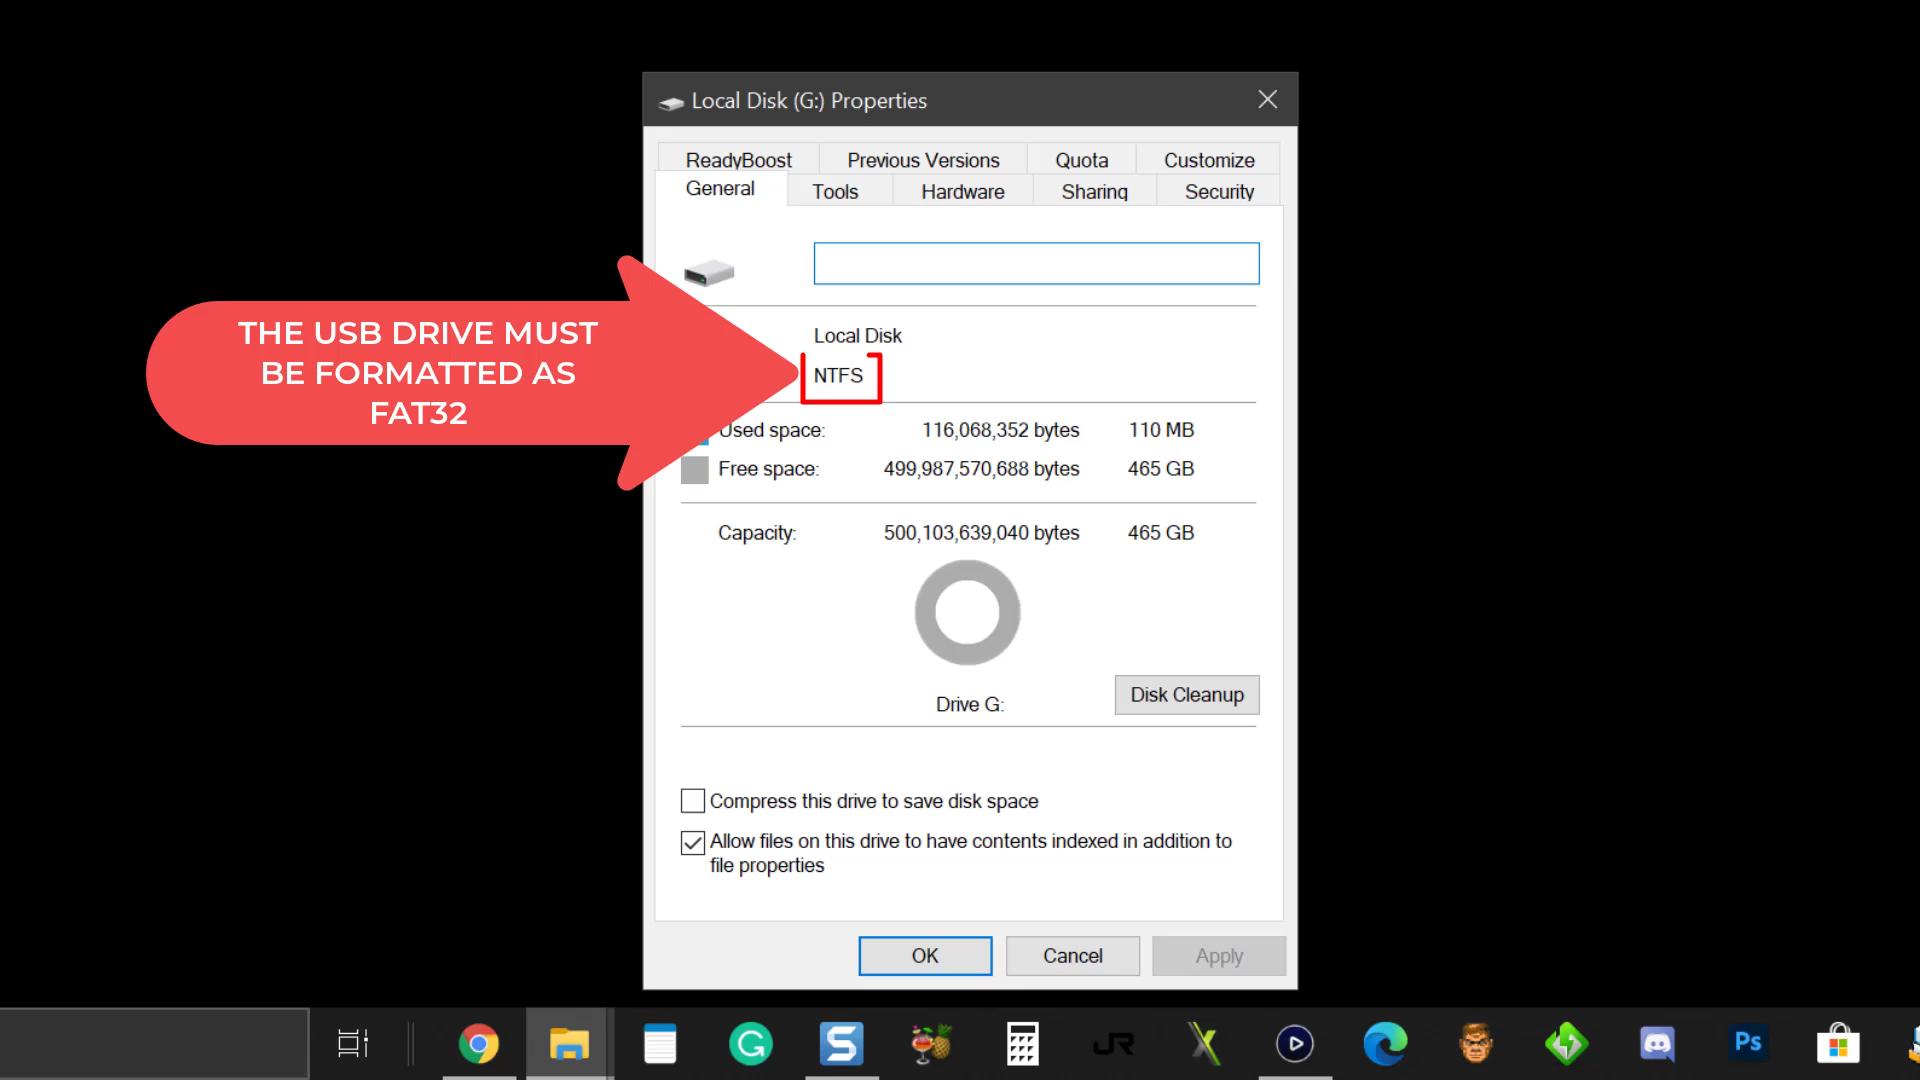 Local Disk (G:) Properties
ReadyBoost Previous Versions Quota Customize
General Tools Hardware Sharing Security
THE USB DRIVE MUST
BE FORMATTED AS
FAT32
Local Disk
NTFS
Used space: 116,068,352 bytes 110 MB
Free space: 499,987,570,688 bytes 465 GB
Capacity: 500,103,639,040 bytes 465 GB
Drive G:
Disk Cleanup
Compress this drive to save disk space
Allow files on this drive to have contents indexed in addition to
file properties
OK Cancel Apply
G S JR X Ps